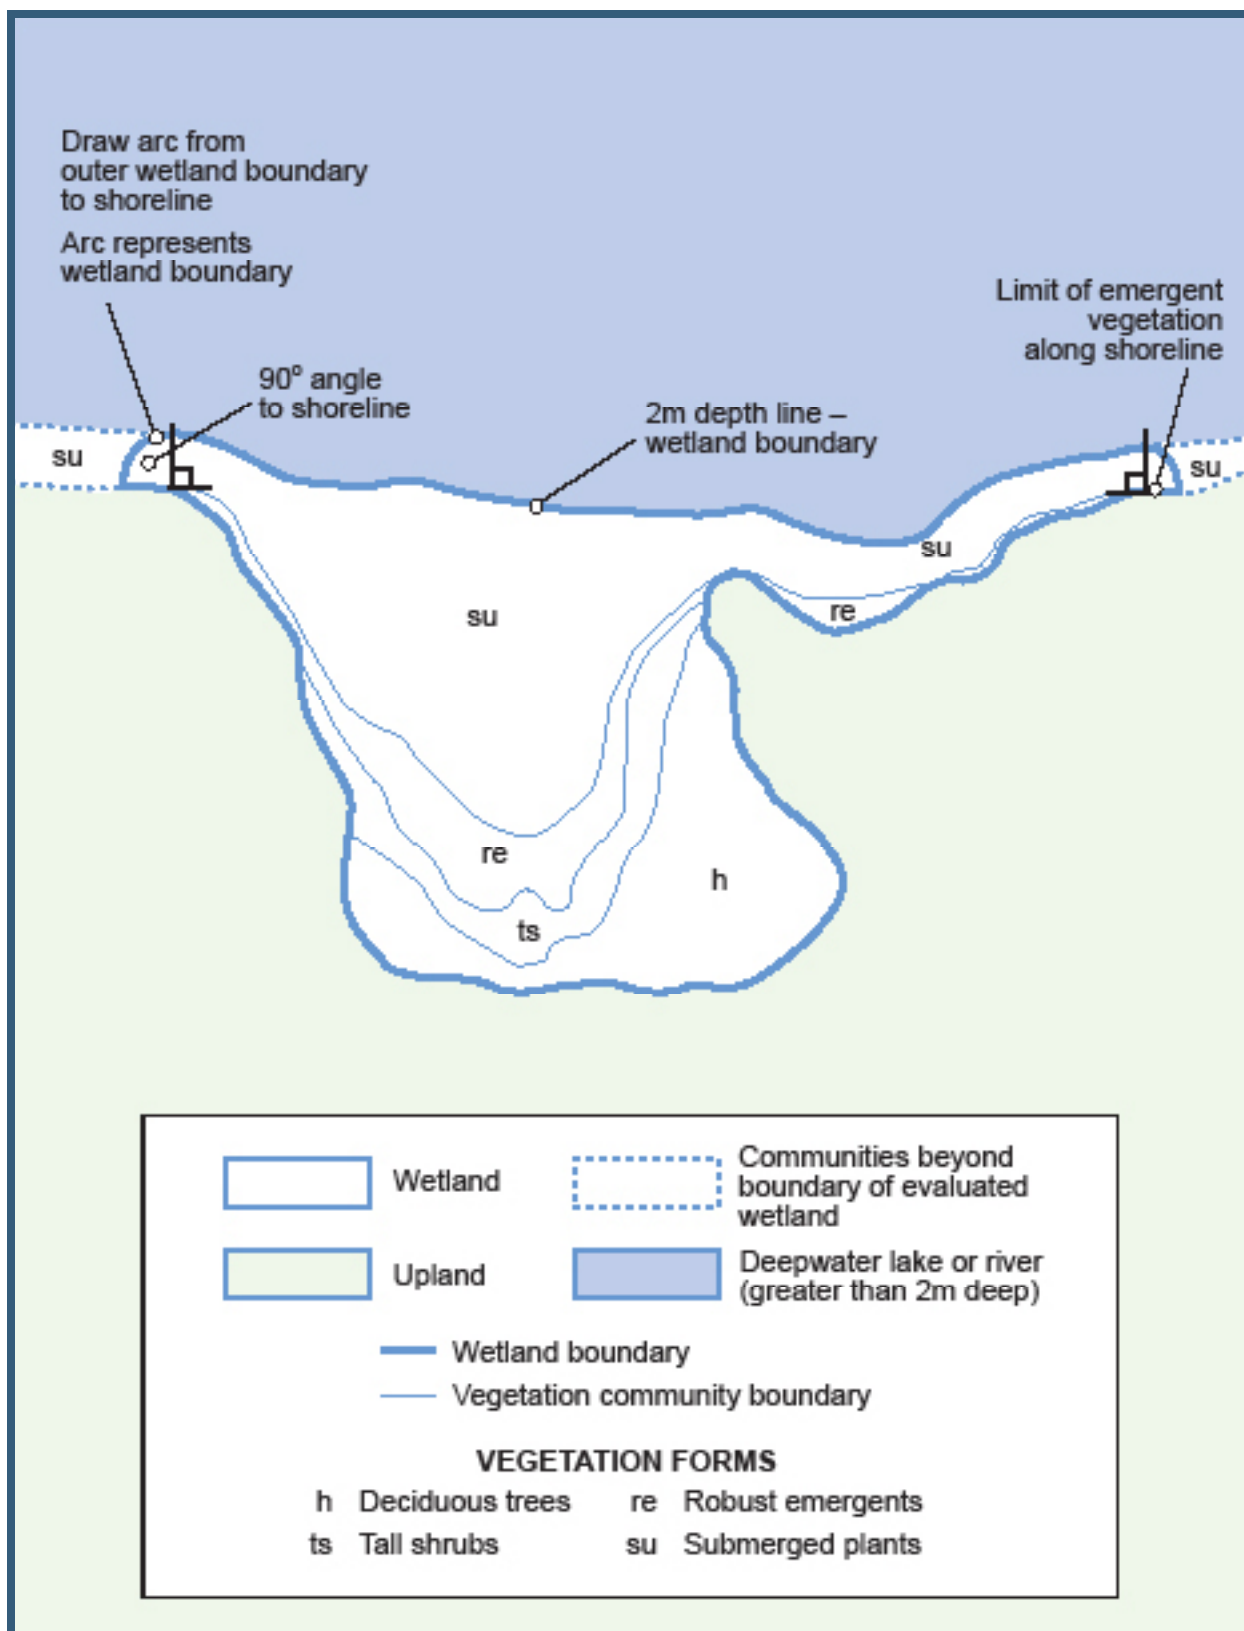 Draw arc from
outer wetland boundary
to shoreline
Arc represents
wetland boundary
Limit of emergent
vegetation
along shoreline
90° angle
to shoreline
2m depth line –
wetland boundary
su
su
su
su
re
re
h
ts
Wetland
Communities beyond
boundary of evaluated
wetland
Upland
Deepwater lake or river
(greater than 2m deep)
Wetland boundary
Vegetation community boundary
VEGETATION FORMS
h Deciduous trees re Robust emergents
ts Tall shrubs su Submerged plants